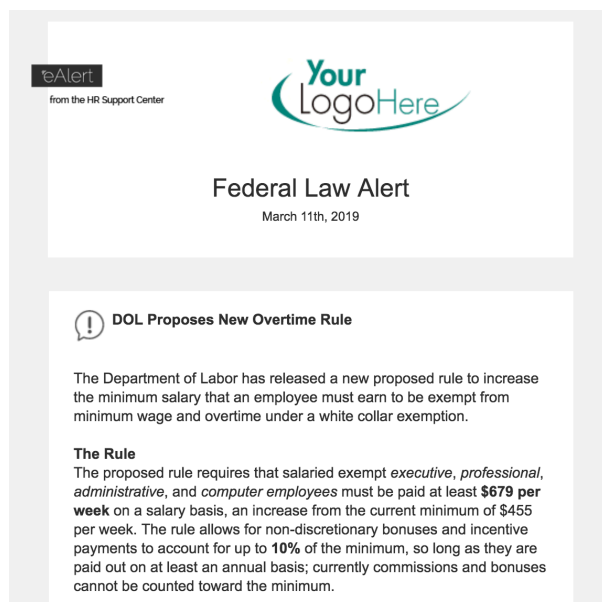 eAlert
from the HR Support Center
Your
LogoHere
Federal Law Alert
March 11th, 2019
! DOL Proposes New Overtime Rule
The Department of Labor has released a new proposed rule to increase
the minimum salary that an employee must earn to be exempt from
minimum wage and overtime under a white collar exemption.
The Rule
The proposed rule requires that salaried exempt executive, professional,
administrative, and computer employees must be paid at least $679 per
week on a salary basis, an increase from the current minimum of $455
per week. The rule allows for non-discretionary bonuses and incentive
payments to account for up to 10% of the minimum, so long as they are
paid out on at least an annual basis; currently commissions and bonuses
cannot be counted toward the minimum.